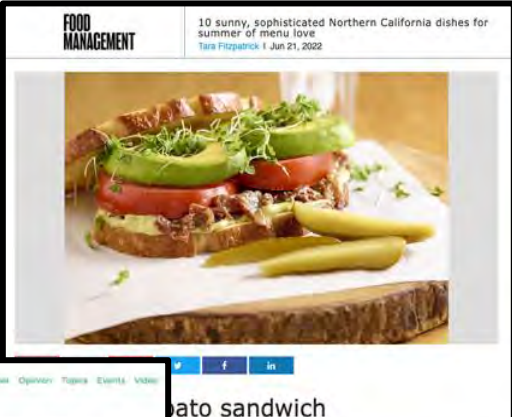 FOOD
MANAGEMENT
10 sunny, sophisticated Northern California dishes for
summer of menu love
Tara Fitzpatrick I Jun 21, 2022
f in
Opinion Topics Events Video
sandwich